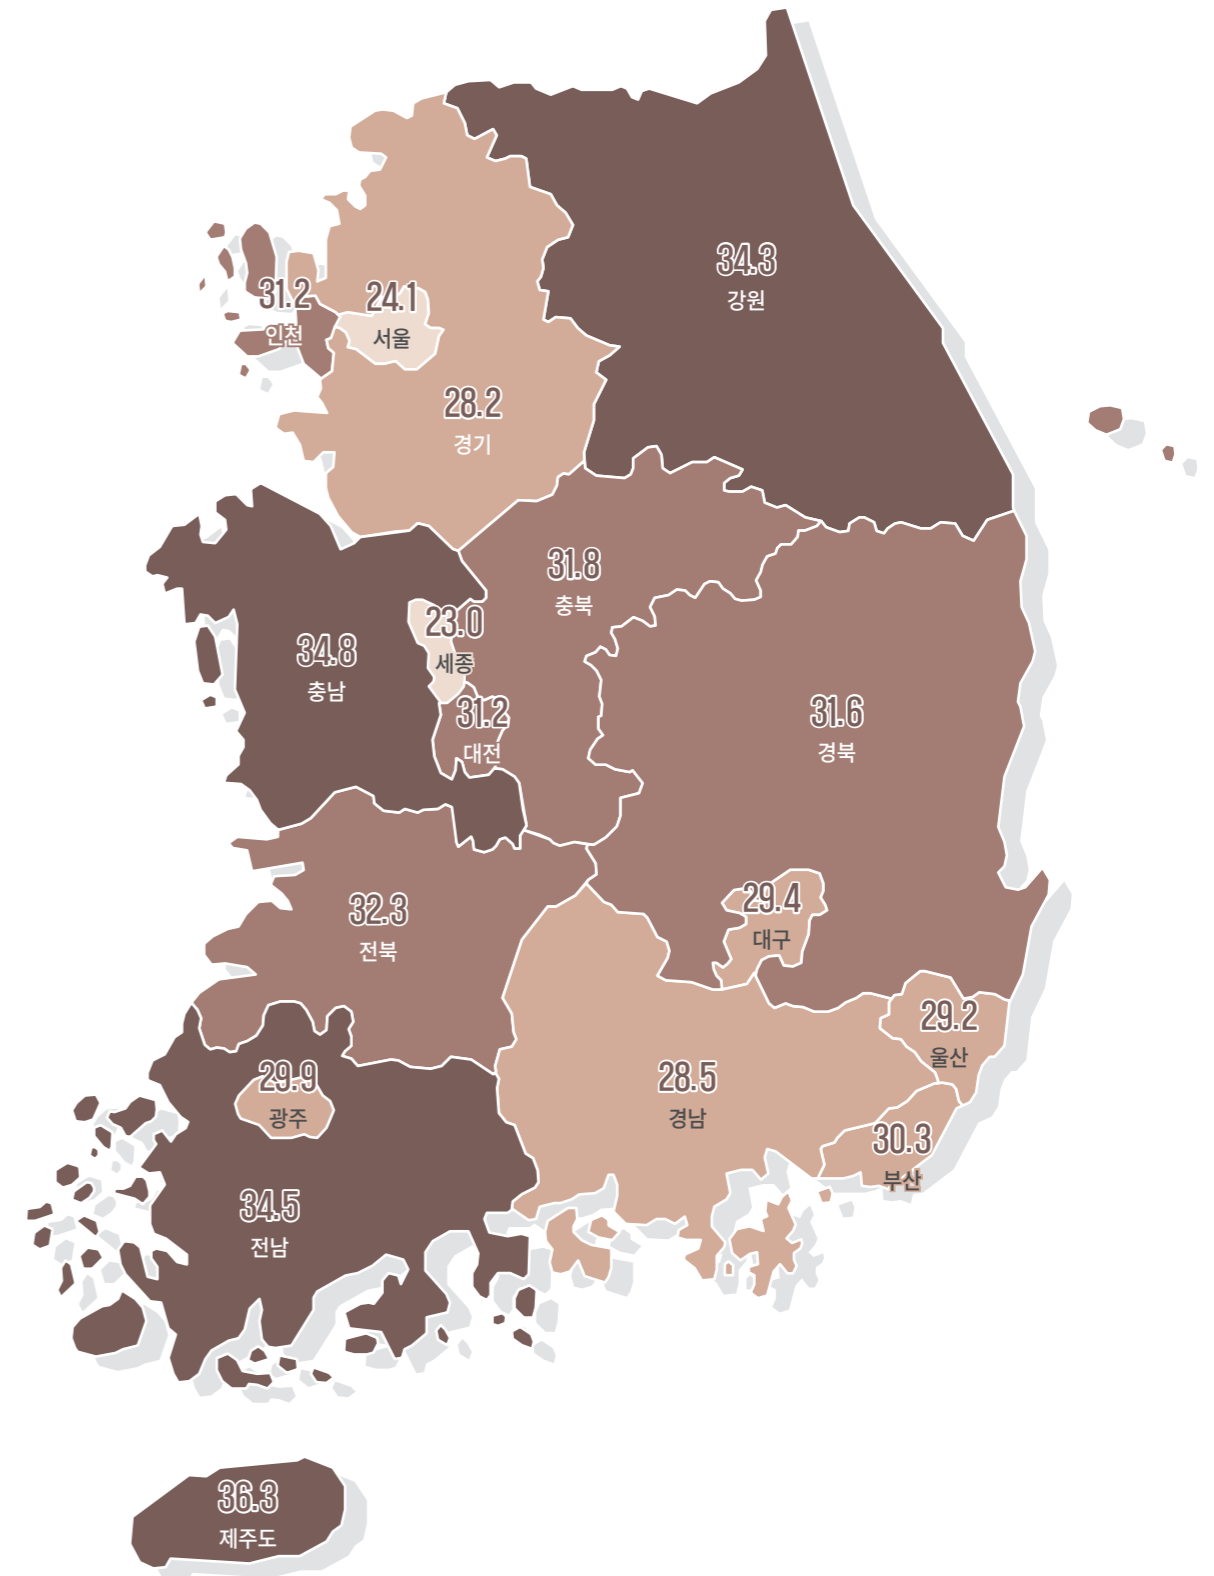 34.3
강원
31.2
인천
24.1
서울
28.2
경기
31.8
충북
23.0
세종
34.8
충남
31.2
대전
31.6
경북
32.3
전북
29.4
대구
29.2
울산
29.9
광주
28.5
경남
30.3
부산
34.5
전남
36.3
제주도